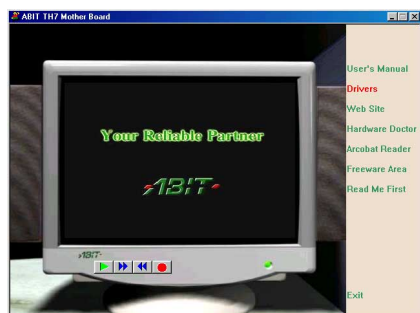 ABIT TH7 Mother Board
User's Manual
Drivers
Web Site
Hardware Doctor
Arcobat Reader
Freeware Area
Read Me First
Your Reliable Partner
ABIT
ABIT
Exit